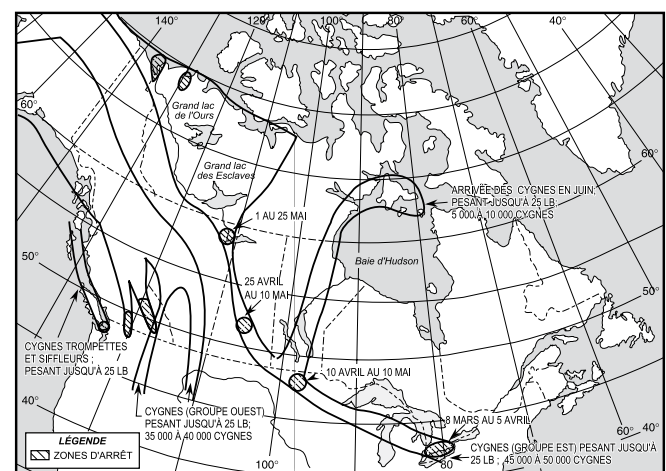 140°
120°
100°
80°
60°
40°
60°
Grand lac
de l'Ours
Grand lac
des Esclaves
ARRIVÉE DES CYGNES EN JUIN;
PESANT JUSQU'À 25 LB;
5 000 À 10 000 CYGNES
60°
1 AU 25 MAI
Baie d'Hudson
50°
25 AVRIL
AU 10 MAI
50°
CYGNES TROMPETTES
ET SIFFLEURS ;
PESANT JUSQU'À 25 LB
10 AVRIL AU 10 MAI
40°
CYGNES (GROUPE OUEST)
PESANT JUSQU'À 25 LB;
35 000 À 40 000 CYGNES
8 MARS AU 5 AVRIL
60°
40°
LÉGENDE
ZONES D'ARRÊT
CYGNES (GROUPE EST) PESANT JUSQU'À
25 LB ; 45 000 À 50 000 CYGNES
100°
80°